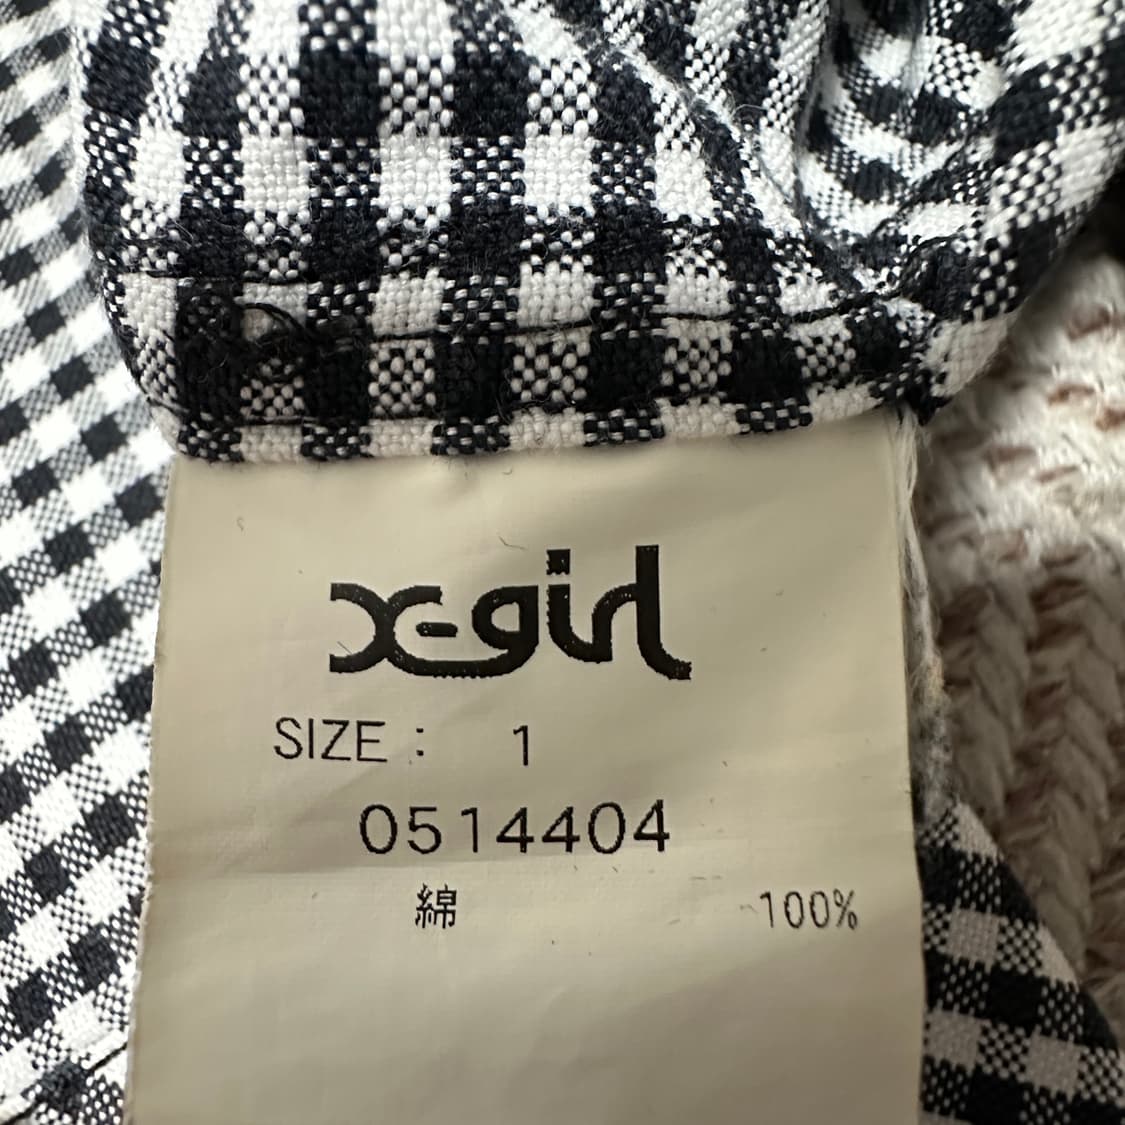 X-girl
SIZE : 1
0514404
綿 100%